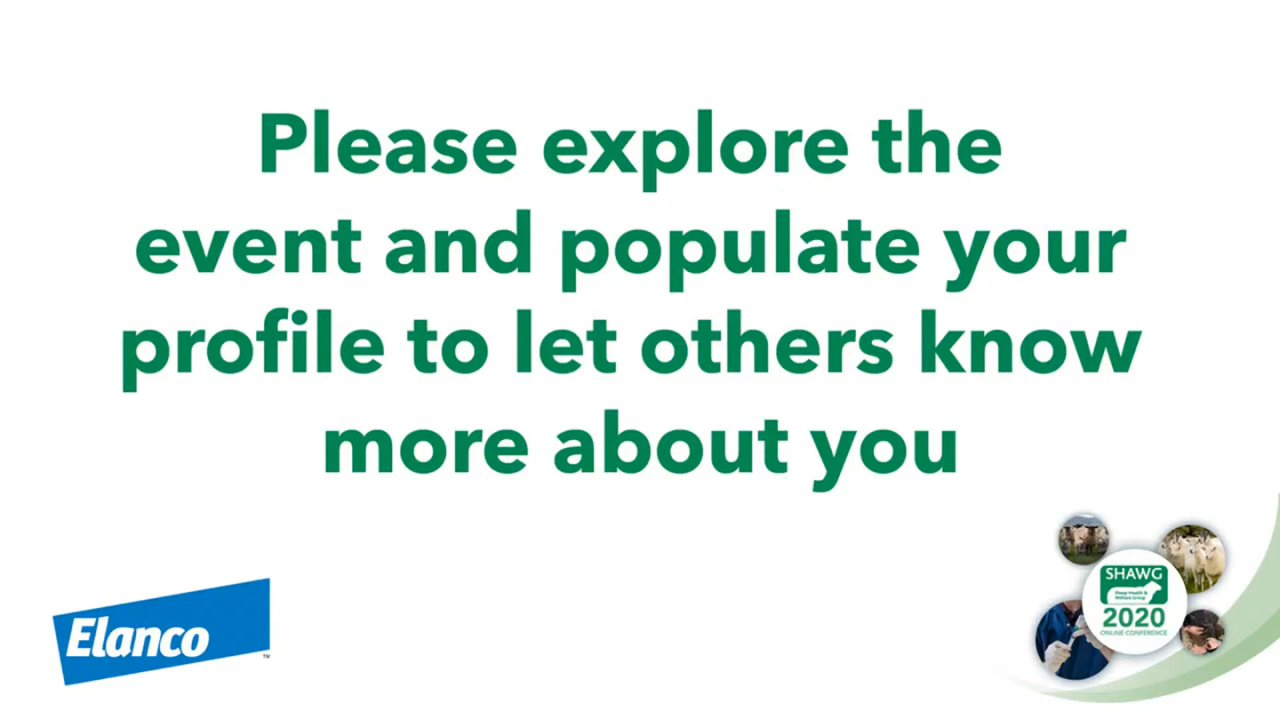 Please explore the
event and populate your
profile to let others know
more about you
Elanco
™
SHAWG
Sheep Health &
Welfare Group
2020
ONLINE CONFERENCE